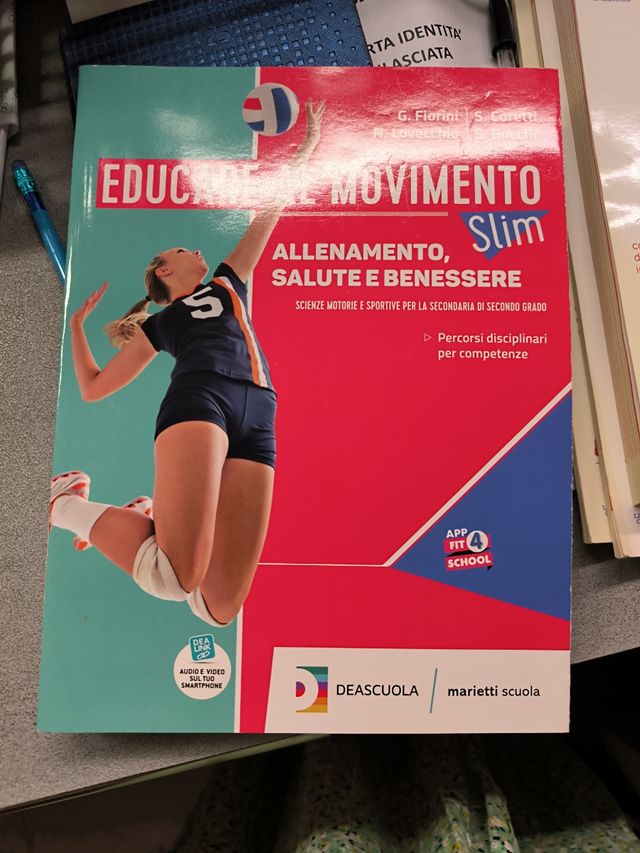 RTA IDENTITA'
LASCIATA
G. Fiorini | S. Coretti
N. Lovecchio | S. Bocchi
EDUCARE AL MOVIMENTO
Slim
ALLENAMENTO,
SALUTE E BENESSERE
SCIENZE MOTORIE E SPORTIVE PER LA SECONDARIA DI SECONDO GRADO
Percorsi disciplinari
per competenze
5
APP
FIT 4
SCHOOL
DEA
LINK
AUDIO E VIDEO
SUL TUO
SMARTPHONE
DEASCUOLA / marietti scuola